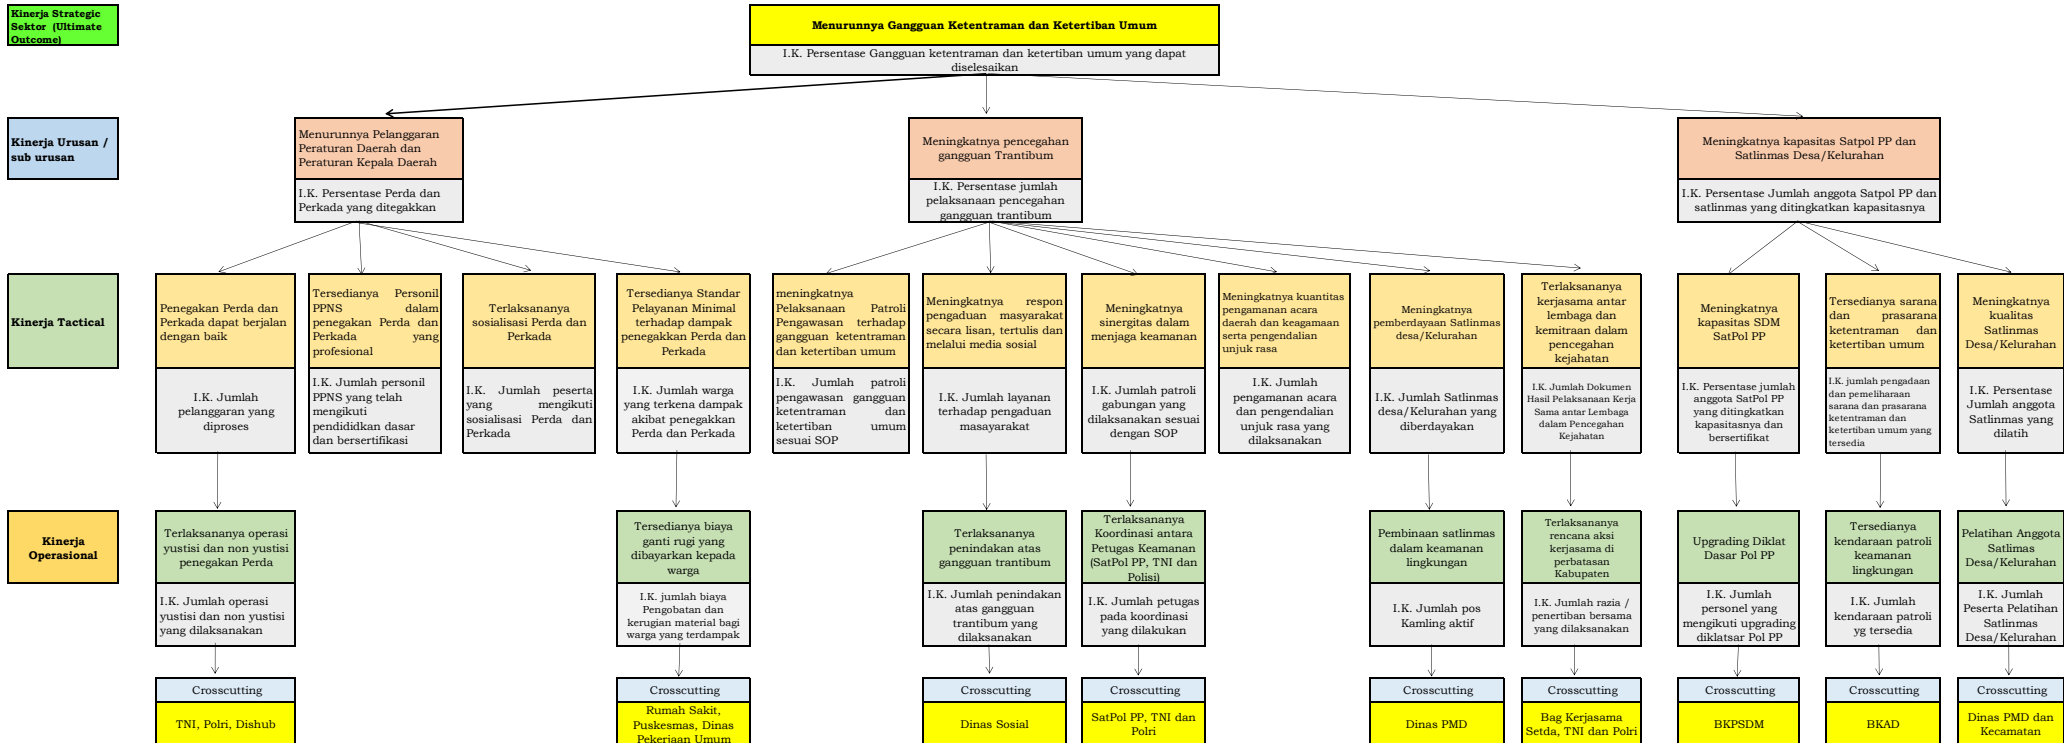 Kinerja Strategic
Sektor (Ultimate
Outcome)
Menurunnya Gangguan Ketentraman dan Ketertiban Umum
I.K. Persentase Gangguan ketentraman dan ketertiban umum yang dapat
diselesaikan
Kinerja Urusan /
sub urusan
Menurunnya Pelanggaran
Peraturan Daerah dan
Peraturan Kepala Daerah
I.K. Persentase Perda dan
Perkada yang ditegakkan
Meningkatnya pencegahan
gangguan Trantibum
I.K. Persentase jumlah
pelaksanaan pencegahan
gangguan trantibum
Meningkatnya kapasitas Satpol PP dan
Satlinmas Desa/Kelurahan
I.K. Persentase Jumlah anggota Satpol PP dan
satlinmas yang ditingkatkan kapasitasnya
Kinerja Tactical
Penegakan Perda dan
Perkada dapat berjalan
dengan baik
I.K. Jumlah
pelanggaran yang
diproses
Tersedianya Personil
PPNS dalam
penegakan Perda dan
Perkada yang
profesional
I.K. Jumlah personil
PPNS yang telah
mengikuti
pendididkan dasar
dan bersertifikasi
Terlaksananya
sosialisasi Perda dan
Perkada
I.K. Jumlah peserta
yang mengikuti
sosialisasi Perda dan
Perkada
Tersedianya Standar
Pelayanan Minimal
terhadap dampak
penegakkan Perda dan
Perkada
I.K. Jumlah warga
yang terkena dampak
akibat penegakkan
Perda dan Perkada
meningkatnya
Pelaksanaan Patroli
Pengawasan terhadap
gangguan ketentraman
dan ketertiban umum
I.K. Jumlah patroli
pengawasan gangguan
ketentraman dan
ketertiban umum
sesuai SOP
Meningkatnya respon
pengaduan masyarakat
secara lisan, tertulis dan
melalui media sosial
I.K. Jumlah layanan
terhadap pengaduan
masayarakat
Meningkatnya
sinergitas dalam
menjaga keamanan
I.K. Jumlah patroli
gabungan yang
dilaksanakan sesuai
dengan SOP
Meningkatnya kuantitas
pengamanan acara
daerah dan keagamaan
serta pengendalian
unjuk rasa
I.K. Jumlah
pengamanan acara
dan pengendalian
unjuk rasa yang
dilaksanakan
Meningkatnya
pemberdayaan Satlinmas
desa/Kelurahan
I.K. Jumlah Satlinmas
desa/Kelurahan yang
diberdayakan
Terlaksananya
kerjasama antar
lembaga dan
kemitraan dalam
pencegahan
kejahatan
I.K. Jumlah Dokumen
Hasil Pelaksanaan Kerja
Sama antar Lembaga
dalam Pencegahan
Kejahatan
Meningkatnya
kapasitas SDM
SatPol PP
I.K. Persentase jumlah
anggota SatPol PP
yang ditingkatkan
kapasitasnya dan
bersertifikat
Tersedianya sarana
dan prasarana
ketentraman dan
ketertiban umum
I.K. jumlah pengadaan
dan pemeliharaan
sarana dan prasarana
ketentraman dan
ketertiban umum yang
tersedia
Meningkatnya
kualitas
Satlinmas
Desa/Kelurahan
I.K. Persentase
Jumlah anggota
Satlinmas yang
dilatih
Kinerja
Operasional
Terlaksananya operasi
yustisi dan non yustisi
penegakan Perda
I.K. Jumlah operasi
yustisi dan non yustisi
yang dilaksanakan
Tersedianya biaya
ganti rugi yang
dibayarkan kepada
warga
I.K. jumlah biaya
Pengobatan dan
kerugian material bagi
warga yang terdampak
Terlaksananya
penindakan atas
gangguan trantibum
I.K. Jumlah penindakan
atas gangguan
trantibum yang
dilaksanakan
Terlaksananya
Koordinasi antara
Petugas Keamanan
(SatPol PP, TNI dan
Polisi)
I.K. Jumlah petugas
pada koordinasi
yang dilakukan
Pembinaan satlinmas
dalam keamanan
lingkungan
I.K. Jumlah pos
Kamling aktif
Terlaksananya
rencana aksi
kerjasama di
perbatasan
Kabupaten
I.K. Jumlah razia /
penertiban bersama
yang dilaksanakan
Upgrading Diklat
Dasar Pol PP
I.K. Jumlah
personel yang
mengikuti upgrading
diklatsar Pol PP
Tersedianya
kendaraan patroli
keamanan
lingkungan
I.K. Jumlah
kendaraan patroli
yg tersedia
Pelatihan Anggota
Satlimas
Desa/Kelurahan
I.K. Jumlah
Peserta Pelatihan
Satlinmas
Desa/Kelurahan
Crosscutting
TNI, Polri, Dishub
Crosscutting
Rumah Sakit,
Puskesmas, Dinas
Pekerjaan Umum
Crosscutting
Dinas Sosial
Crosscutting
SatPol PP, TNI dan
Polri
Crosscutting
Dinas PMD
Crosscutting
Bag Kerjasama
Setda, TNI dan Polri
Crosscutting
BKPSDM
Crosscutting
BKAD
Crosscutting
Dinas PMD dan
Kecamatan